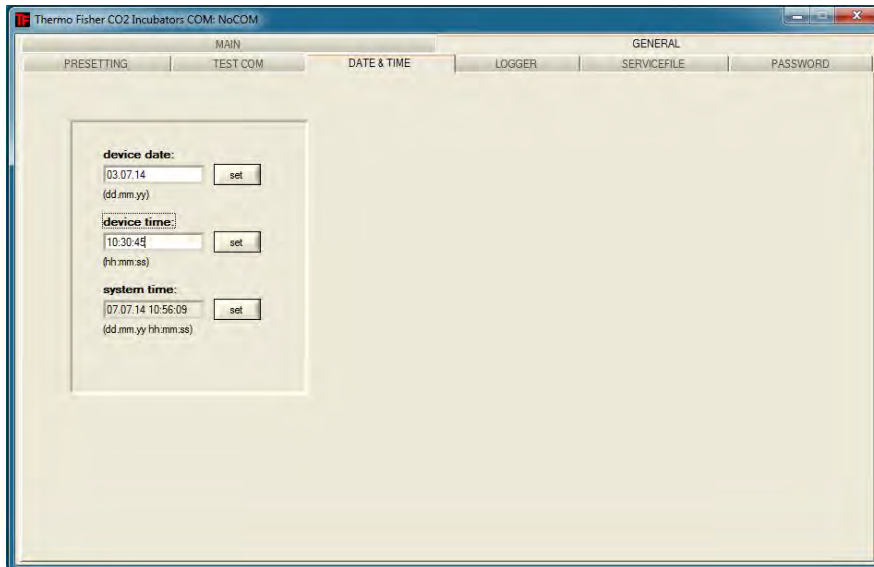 TF Thermo Fisher CO2 Incubators COM: NoCOM
MAIN GENERAL
PRESETTING TEST COM DATE & TIME LOGGER SERVICEFILE PASSWORD
device date:
03.07.14 set
(dd.mm.yy)
device time:
10:30:45 set
(hh:mm:ss)
system time:
07.07.14 10:56:09 set
(dd.mm.yy hh:mm:ss)